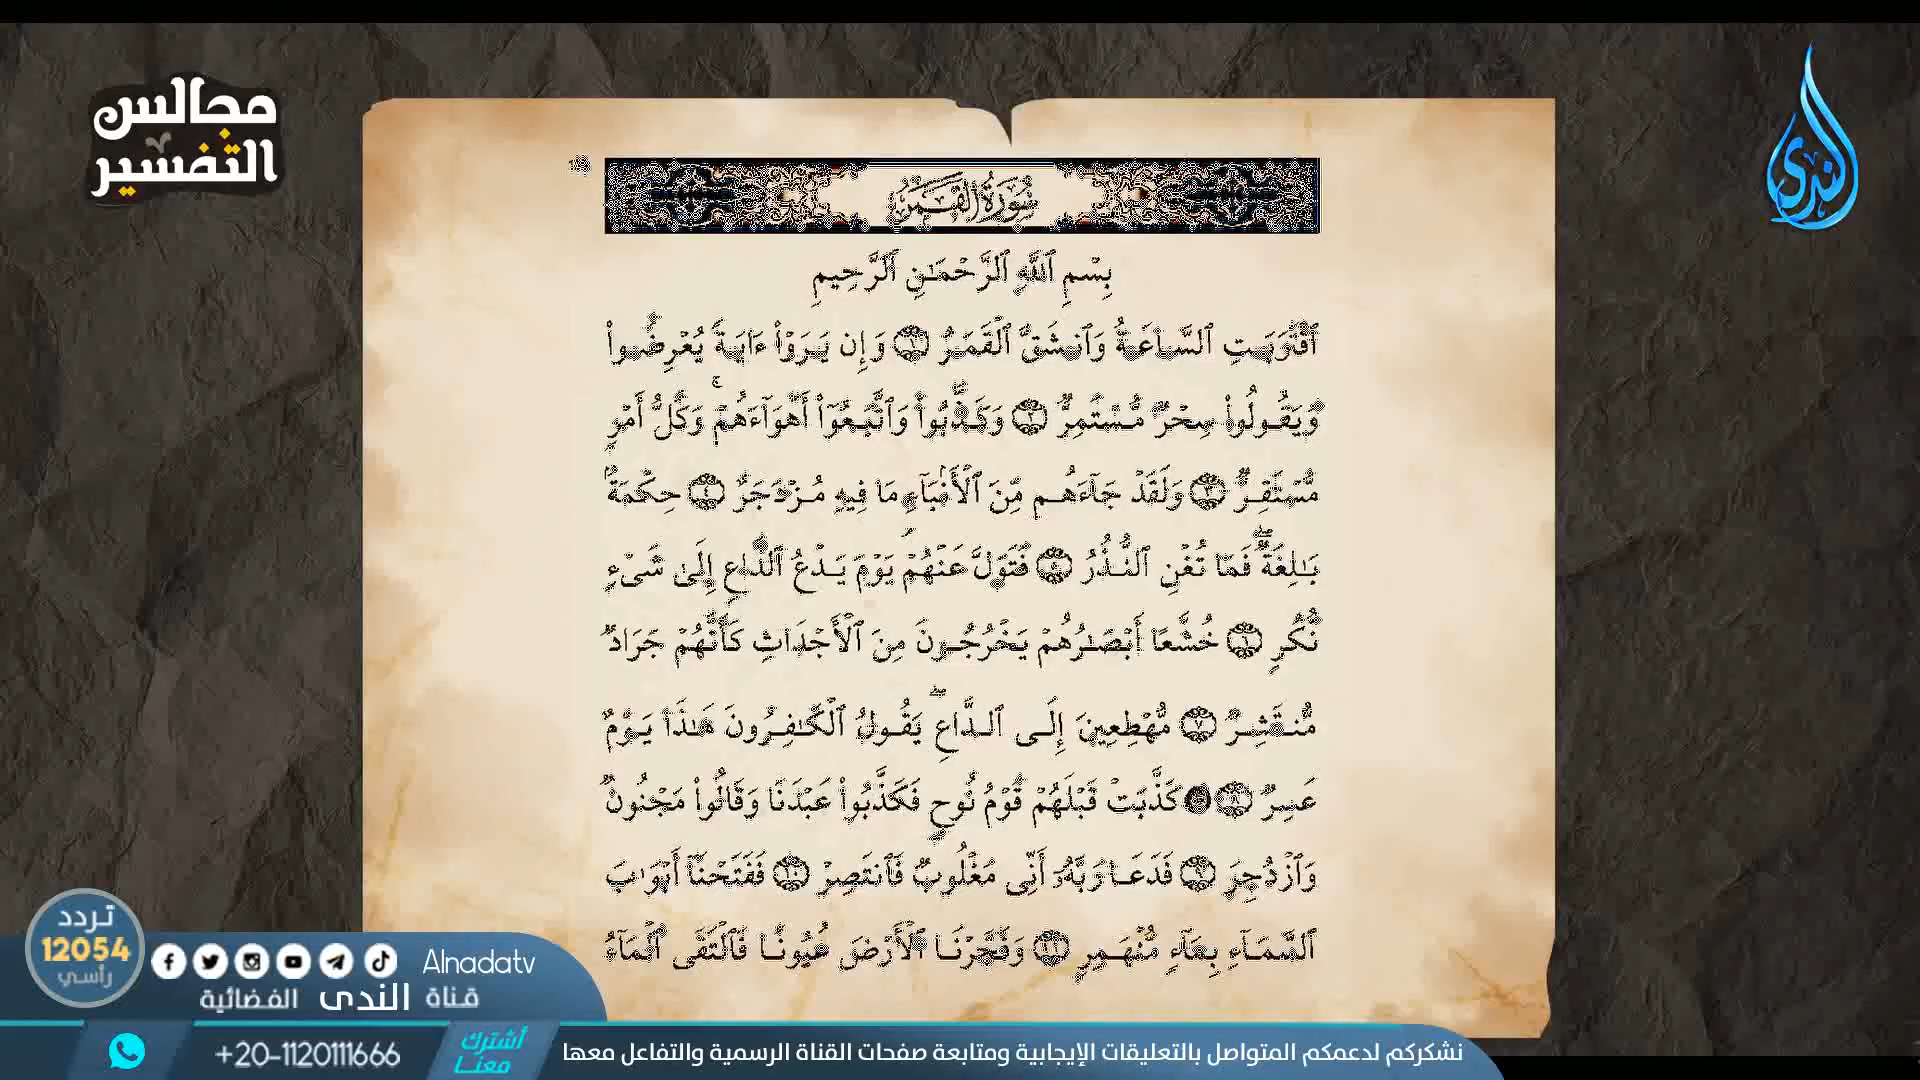 مجالس
التفسير
الندى
سُورَةُ القَمَرِ
بِسْمِ ٱللَّهِ ٱلرَّحْمَـٰنِ ٱلرَّحِيمِ
ٱقْتَرَبَتِ ٱلسَّاعَةُ وَٱنشَقَّ ٱلْقَمَرُ ١ وَإِن يَرَوْا۟ ءَايَةً يُعْرِضُوا۟
وَيَقُولُوا۟ سِحْرٌ مُّسْتَمِرٌّ ٢ وَكَذَّبُوا۟ وَٱتَّبَعُوٓا۟ أَهْوَآءَهُمْ ۚ وَكُلُّ أَمْرٍ
مُّسْتَقِرٌّ ٣ وَلَقَدْ جَآءَهُم مِّنَ ٱلْأَنۢبَآءِ مَا فِيهِ مُزْدَجَرٌ ٤ حِكْمَةٌۢ
بَـٰلِغَةٌ ۖ فَمَا تُغْنِ ٱلنُّذُرُ ٥ فَتَوَلَّ عَنْهُمْ ۘ يَوْمَ يَدْعُ ٱلدَّاعِ إِلَىٰ شَىْءٍ
نُّكُرٍ ٦ خُشَّعًا أَبْصَـٰرُهُمْ يَخْرُجُونَ مِنَ ٱلْأَجْدَاثِ كَأَنَّهُمْ جَرَادٌ
مُّنتَشِرٌ ٧ مُّهْطِعِينَ إِلَى ٱلدَّاعِ ۖ يَقُولُ ٱلْكَـٰفِرُونَ هَـٰذَا يَوْمٌ
عَسِرٌ ٨ كَذَّبَتْ قَبْلَهُمْ قَوْمُ نُوحٍ فَكَذَّبُوا۟ عَبْدَنَا وَقَالُوا۟ مَجْنُونٌ
وَٱزْدُجِرَ ٩ فَدَعَا رَبَّهُۥٓ أَنِّى مَغْلُوبٌ فَٱنتَصِرْ ١٠ فَفَتَحْنَآ أَبْوَٰبَ
ٱلسَّمَآءِ بِمَآءٍ مُّنْهَمِرٍ ١١ وَفَجَّرْنَا ٱلْأَرْضَ عُيُونًا فَٱلْتَقَى ٱلْمَآءُ
تردد
12054
رأسي
Alnadatv
قناة الندى الفضائية
+20-1120111666
أشترك
معنا
نشكركم لدعمكم المتواصل بالتعليقات الإيجابية ومتابعة صفحات القناة الرسمية والتفاعل معها